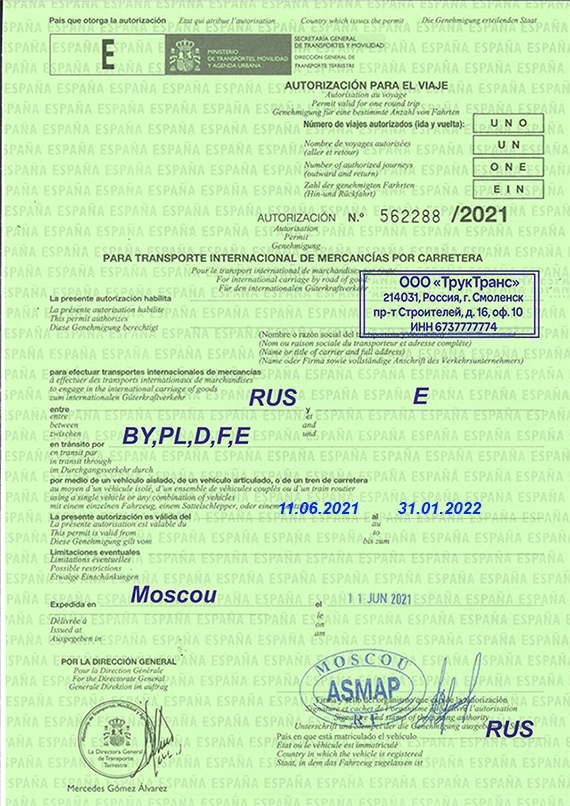 País que otorga la autorización Etat qui atribue l'autorisation Country which issues the permit Die Genehmigung erteilenden Staat
E
MINISTERIO
DE TRANSPORTES, MOVILIDAD
Y AGENDA URBANA
SECRETARÍA GENERAL
DE TRANSPORTES Y MOVILIDAD
DIRECCIÓN GENERAL DE
TRANSPORTE TERRESTRE
AUTORIZACIÓN PARA EL VIAJE
Autorisation au voyage
Permit valid for one round trip
Genehmigung für eine bestimmte Anzahl von Fahrten
Número de viajes autorizados (ida y vuelta): UNO
Nombre de voyages autorizées
(aller et retour)
UN
Number of authorized journeys
(outward and return)
ONE
Zahl der genehmigten Farhrten
(Hin-und Rückfahrt)
EIN
AUTORIZACIÓN N.º 562288 /2021
Autorisation
Permit
Genehmigung
PARA TRANSPORTE INTERNACIONAL DE MERCANCÍAS POR CARRETERA
Pour le transport international de marchandises par route
For international carriage by road of goods
Für den internationalen Güterkraftverkehr
ООО «ТрукТранс»
214031, Россия, г. Смоленск
пр-т Строителей, д. 16, оф. 10
ИНН 6737777774
La presente autorización habilita
La présente autorisation habilite
This permit authorizes
Diese Genehmigung berechtigt
(Nombre o razón social del
(Nom ou raison sociale du transporteur et adresse complète)
(Name or title of carrier and full address)
(Name oder Firma sowie vollständige Anschrift des Verkehrsunternehmers)
para efectuar transportes internacionales de mercancías
à effectuer des transports internationaux de marchandises
to engage in the international carriage of goods
zum internationalen Güterkraftverkehr
RUS E
entre y
entre et
between and
zwischen und
BY,PL,D,F,E
en tránsito por
en transit par
in transit through
im Durchgangsverkehr durch
por medio de un vehículo aislado, de un vehículo articulado, o de un tren de carretera
au moyen d'un véhicule isolé, d'un ensemble de véhicules couplés ou d'un train routier
using a single vehicle or any combination of vehicles
mit einem einzelnen Fahrzeug, einem Sattelschlepper, oder einem
11.06.2021 31.01.2022
La presente autorización es válida del al
La présente autorisation est valable du au
This permit is valid from to
Diese Genehmigung gilt vom bis zum
Limitaciones eventuales
Limitations éventuelles
Possible restrictions
Etwaige Einschänkungen
Moscou
11 JUN 2021
Expedida en el
Délivrée à le
Issued at on
Ausgegeben in am
POR LA DIRECCIÓN GENERAL
Pour la Direction Générale
For the Directorate General
Generale Direktion im auftrag
MOSCOU
ASMAP
Firma y sello del organismo que expide la autorización
Signature et cachet de l'organisme qui délivre l'autorisation
Signature and stamp of the issuing authority
Unterschrift und Stempel der die Genehmigung ausgebenden
RUS
País en que está matriculado el vehículo
Etat où le véhicule est immatriculé
Country in which the vehicle is registered
Staat, in dem das Fahrzeug zugelassen ist
La Directora General
de Transporte
Terrestre
Mercedes Gómez Álvarez